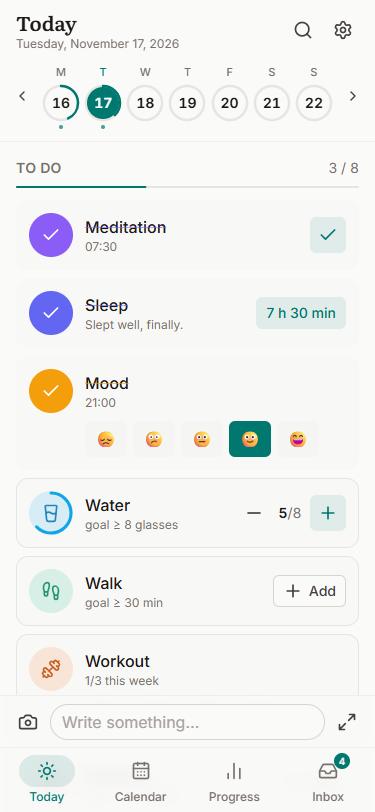 Today
Tuesday, November 17, 2026
M T W T F S S
16 17 18 19 20 21 22
TO DO 3 / 8
Meditation
07:30
Sleep
Slept well, finally.
7 h 30 min
Mood
21:00
Water
goal ≥ 8 glasses
5/8
Walk
goal ≥ 30 min
Add
Workout
1/3 this week
Write something...
4
Today Calendar Progress Inbox